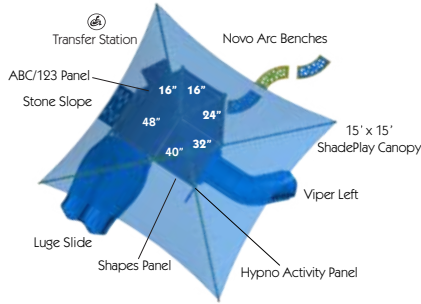 Transfer Station
Novo Arc Benches
ABC/123 Panel
Stone Slope
16" 16"
24"
48"
32"
40"
15' x 15'
ShadePlay Canopy
Viper Left
Luge Slide
Shapes Panel
Hypno Activity Panel